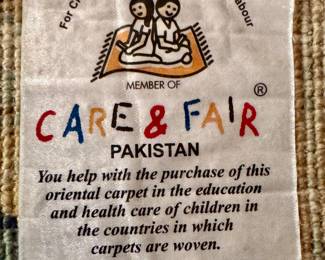 For C
abour
MEMBER OF
CARE & FAIR ®
PAKISTAN
You help with the purchase of this
oriental carpet in the education
and health care of children in
the countries in which
carpets are woven.